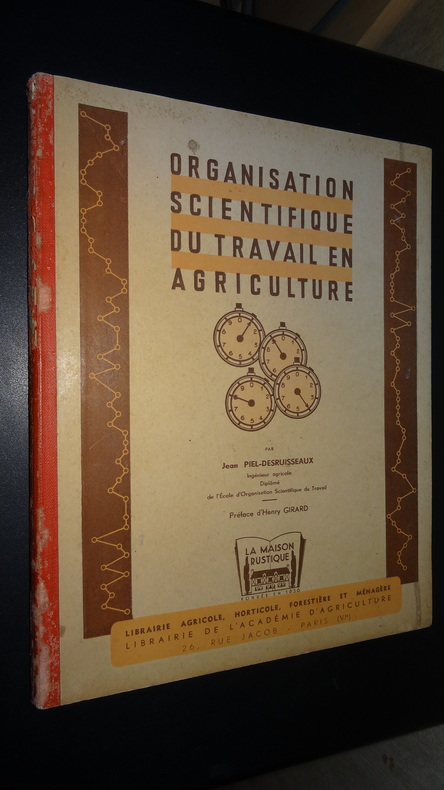 ORGANISATION
SCIENTIFIQUE
DU TRAVAIL EN
AGRICULTURE
PAR
Jean PIEL-DESRUISSEAUX
Ingénieur agricole
Diplômé
de l'École d'Organisation Scientifique du Travail
Préface d'Henry GIRARD
LA MAISON
RUSTIQUE
LIBRAIRIE AGRICOLE, HORTICOLE, FORESTIÈRE ET MÉNAGÈRE
LIBRAIRIE DE L'ACADÉMIE D'AGRICULTURE
26, RUE JACOB - PARIS (VIe)